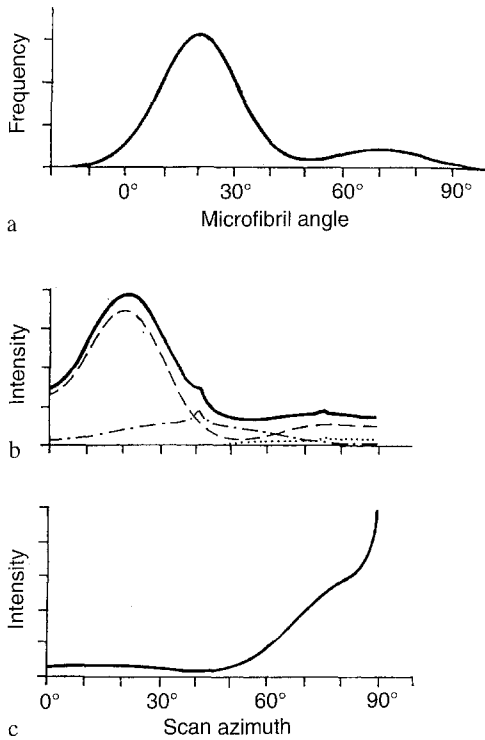 Frequency
0° 30° 60° 90°
Microfibril angle
a
Intensity
b
Intensity
0° 30° 60° 90°
Scan azimuth
c